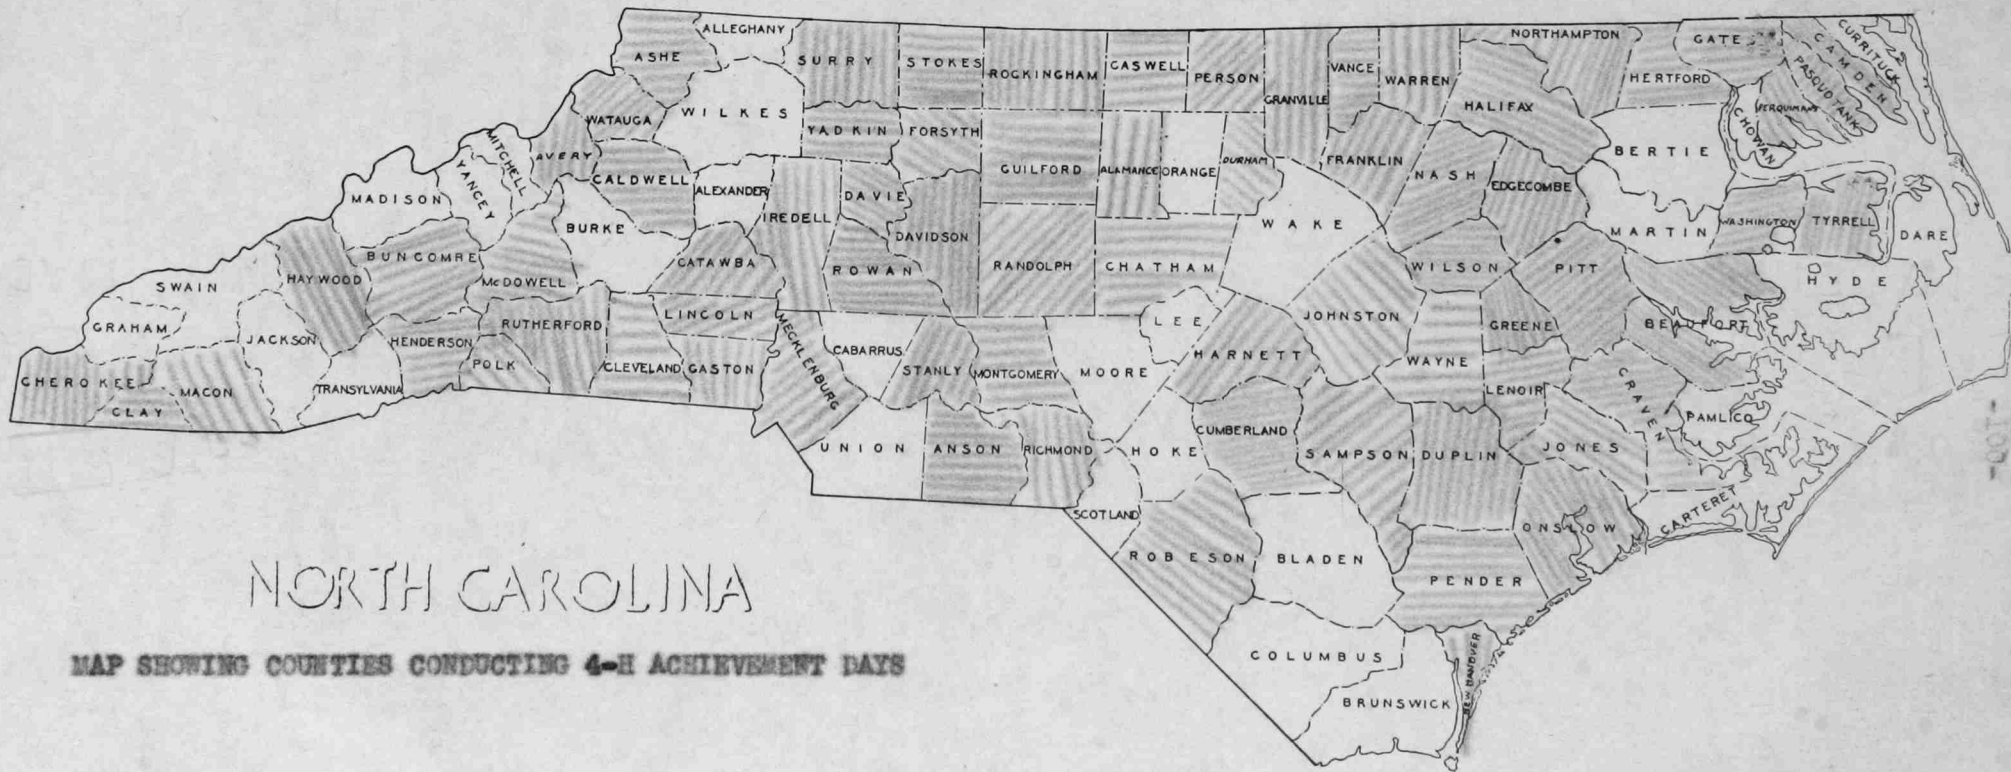 ALLEGHANY
ASHE
SURRY
STOKES
ROCKINGHAM
CASWELL
PERSON
GRANVILLE
VANCE
WARREN
NORTHAMPTON
GATE
HERTFORD
CURRITUCK
CAMDEN
PASQUOTANK
PERQUIMANS
CHOWAN
HALIFAX
WATAUGA
WILKES
YADKIN
FORSYTH
GUILFORD
ALAMANCE
ORANGE
DURHAM
FRANKLIN
NASH
EDGECOMBE
BERTIE
MITCHELL
AVERY
YANCEY
MADISON
CALDWELL
ALEXANDER
IREDELL
DAVIE
DAVIDSON
RANDOLPH
CHATHAM
WAKE
MARTIN
WASHINGTON
TYRRELL
DARE
BURKE
BUNCOMRE
HAYWOOD
McDOWELL
CATAWBA
ROWAN
WILSON
PITT
HYDE
SWAIN
GRAHAM
JACKSON
HENDERSON
RUTHERFORD
POLK
LINCOLN
CLEVELAND
GASTON
MECKLENBURG
CABARRUS
STANLY
MONTGOMERY
MOORE
LEE
HARNETT
JOHNSTON
WAYNE
GREENE
LENOIR
BEAUFORT
CRAVEN
PAMLICO
CHEROKEE
CLAY
MACON
TRANSYLVANIA
UNION
ANSON
RICHMOND
HOKE
CUMBERLAND
SAMPSON
DUPLIN
JONES
SCOTLAND
ROBESON
BLADEN
PENDER
ONSLOW
CARTERET
COLUMBUS
BRUNSWICK
NEW HANOVER
NORTH CAROLINA
MAP SHOWING COUNTIES CONDUCTING 4-H ACHIEVEMENT DAYS
-100-